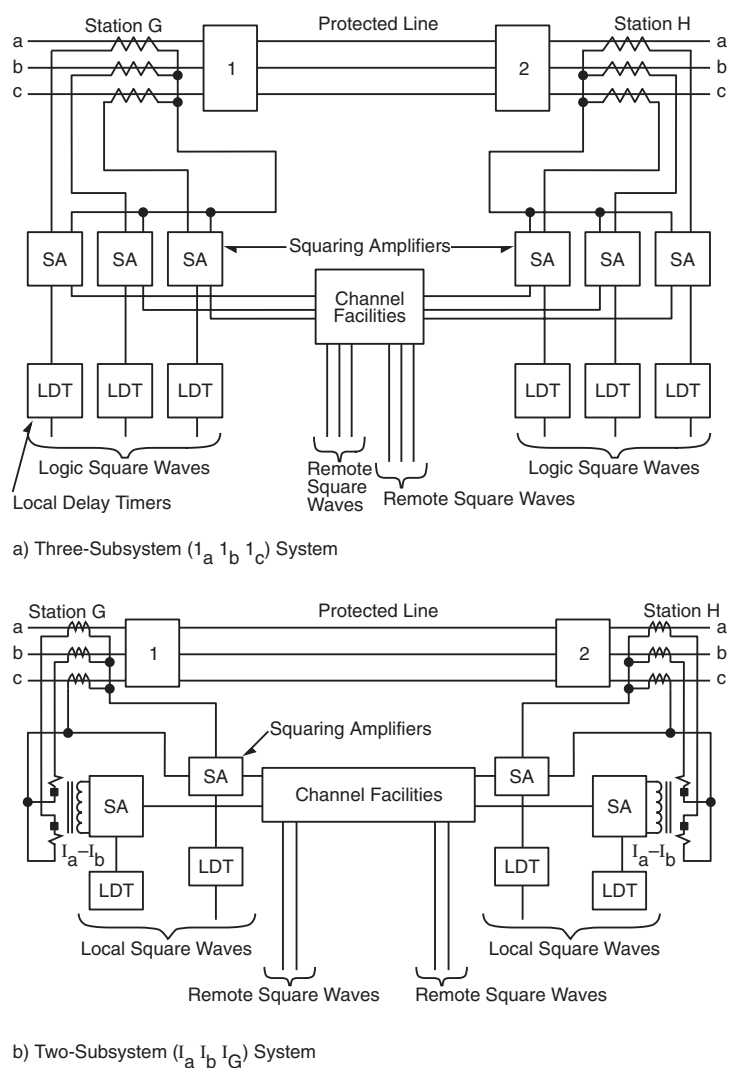 Station G
Protected Line
Station H
a
a
b
b
c
c
1
2
SA
SA
SA
Squaring Amplifiers
SA
SA
SA
Channel
Facilities
LDT
LDT
LDT
LDT
LDT
LDT
Logic Square Waves
Remote
Square
Waves
Remote Square Waves
Logic Square Waves
Local Delay Timers
a) Three-Subsystem (1a 1b 1c) System
Station G
Protected Line
Station H
a
a
b
b
c
c
1
2
Squaring Amplifiers
SA
SA
Channel Facilities
SA
SA
Ia–Ib
Ia–Ib
LDT
LDT
LDT
LDT
Local Square Waves
Local Square Waves
Remote Square Waves
Remote Square Waves
b) Two-Subsystem (Ia Ib IG) System